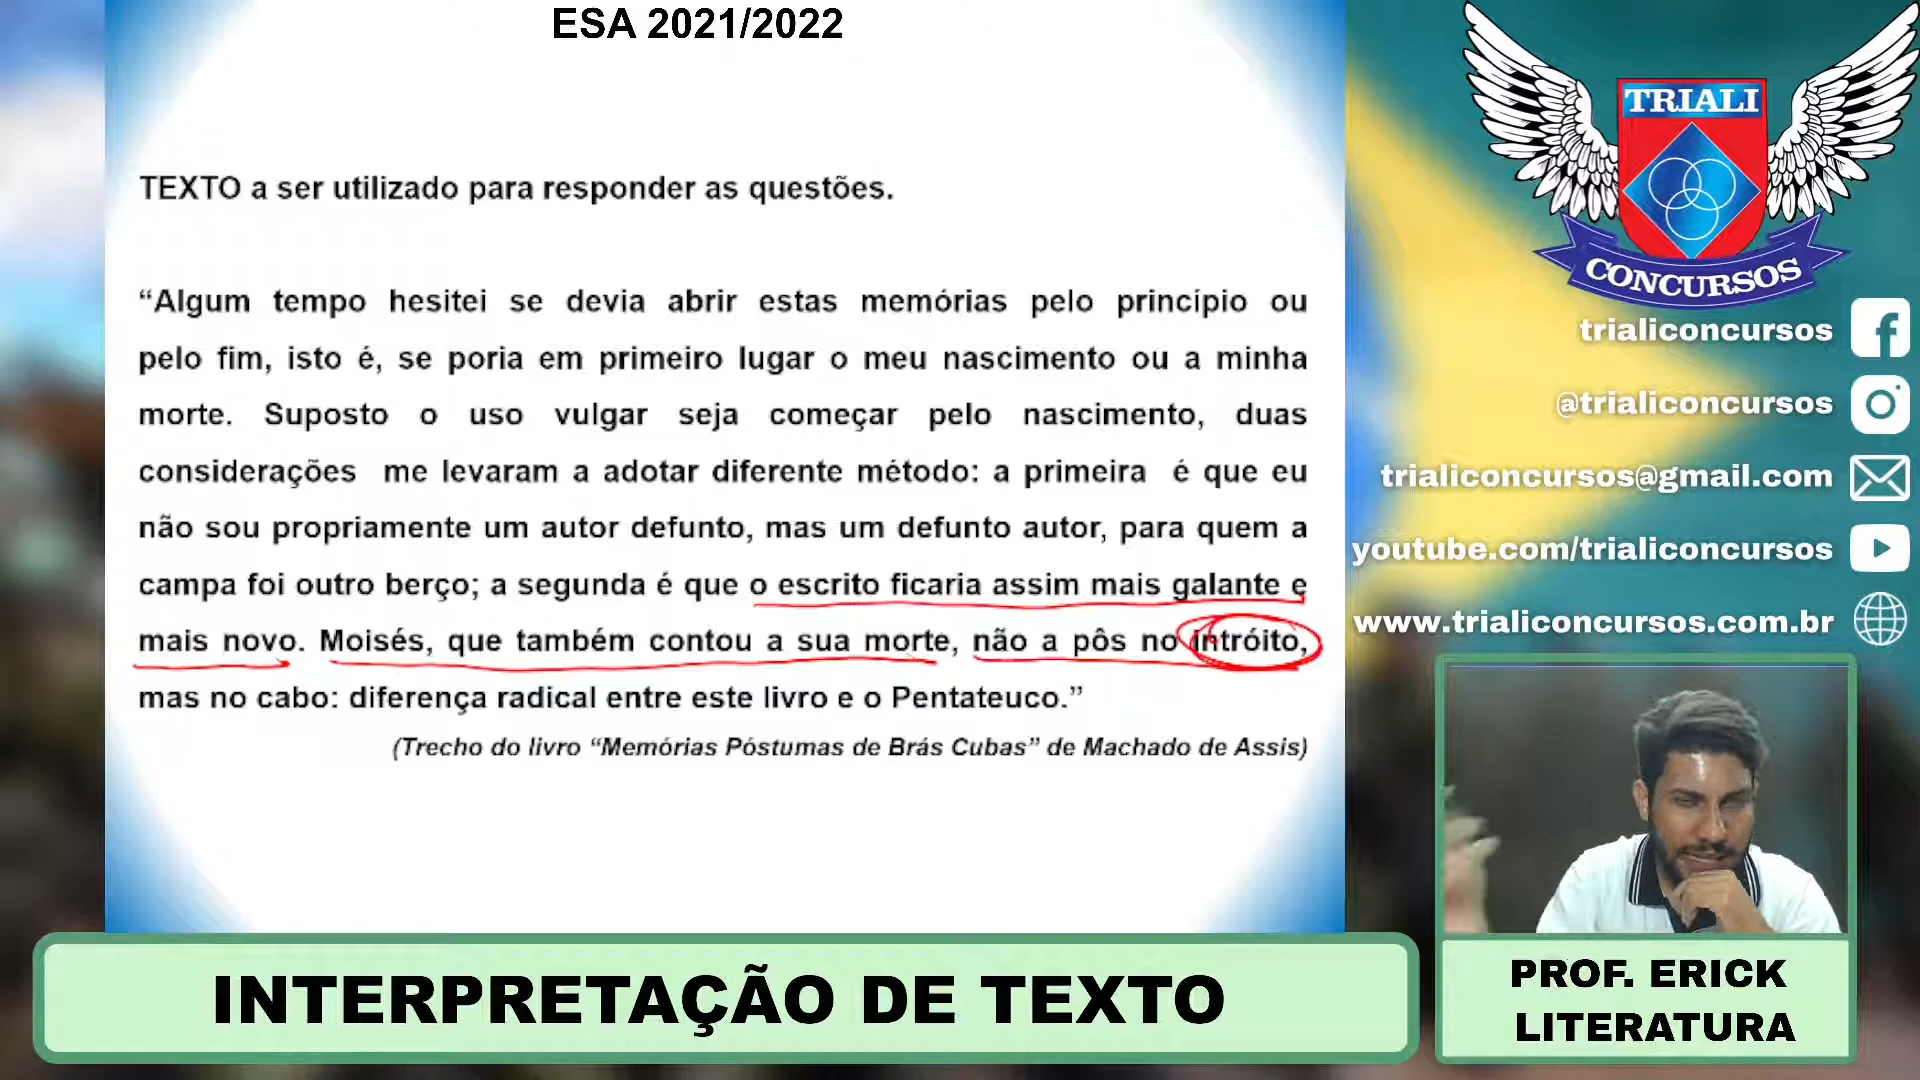 ESA 2021/2022
TEXTO a ser utilizado para responder as questões.
“Algum tempo hesitei se devia abrir estas memórias pelo princípio ou
pelo fim, isto é, se poria em primeiro lugar o meu nascimento ou a minha
morte. Suposto o uso vulgar seja começar pelo nascimento, duas
considerações me levaram a adotar diferente método: a primeira é que eu
não sou propriamente um autor defunto, mas um defunto autor, para quem a
campa foi outro berço; a segunda é que o escrito ficaria assim mais galante e
mais novo. Moisés, que também contou a sua morte, não a pôs no intróito,
mas no cabo: diferença radical entre este livro e o Pentateuco.”
(Trecho do livro “Memórias Póstumas de Brás Cubas” de Machado de Assis)
TRIALI
CONCURSOS
trialiconcursos
@trialiconcursos
trialiconcursos@gmail.com
youtube.com/trialiconcursos
www.trialiconcursos.com.br
INTERPRETAÇÃO DE TEXTO
PROF. ERICK
LITERATURA